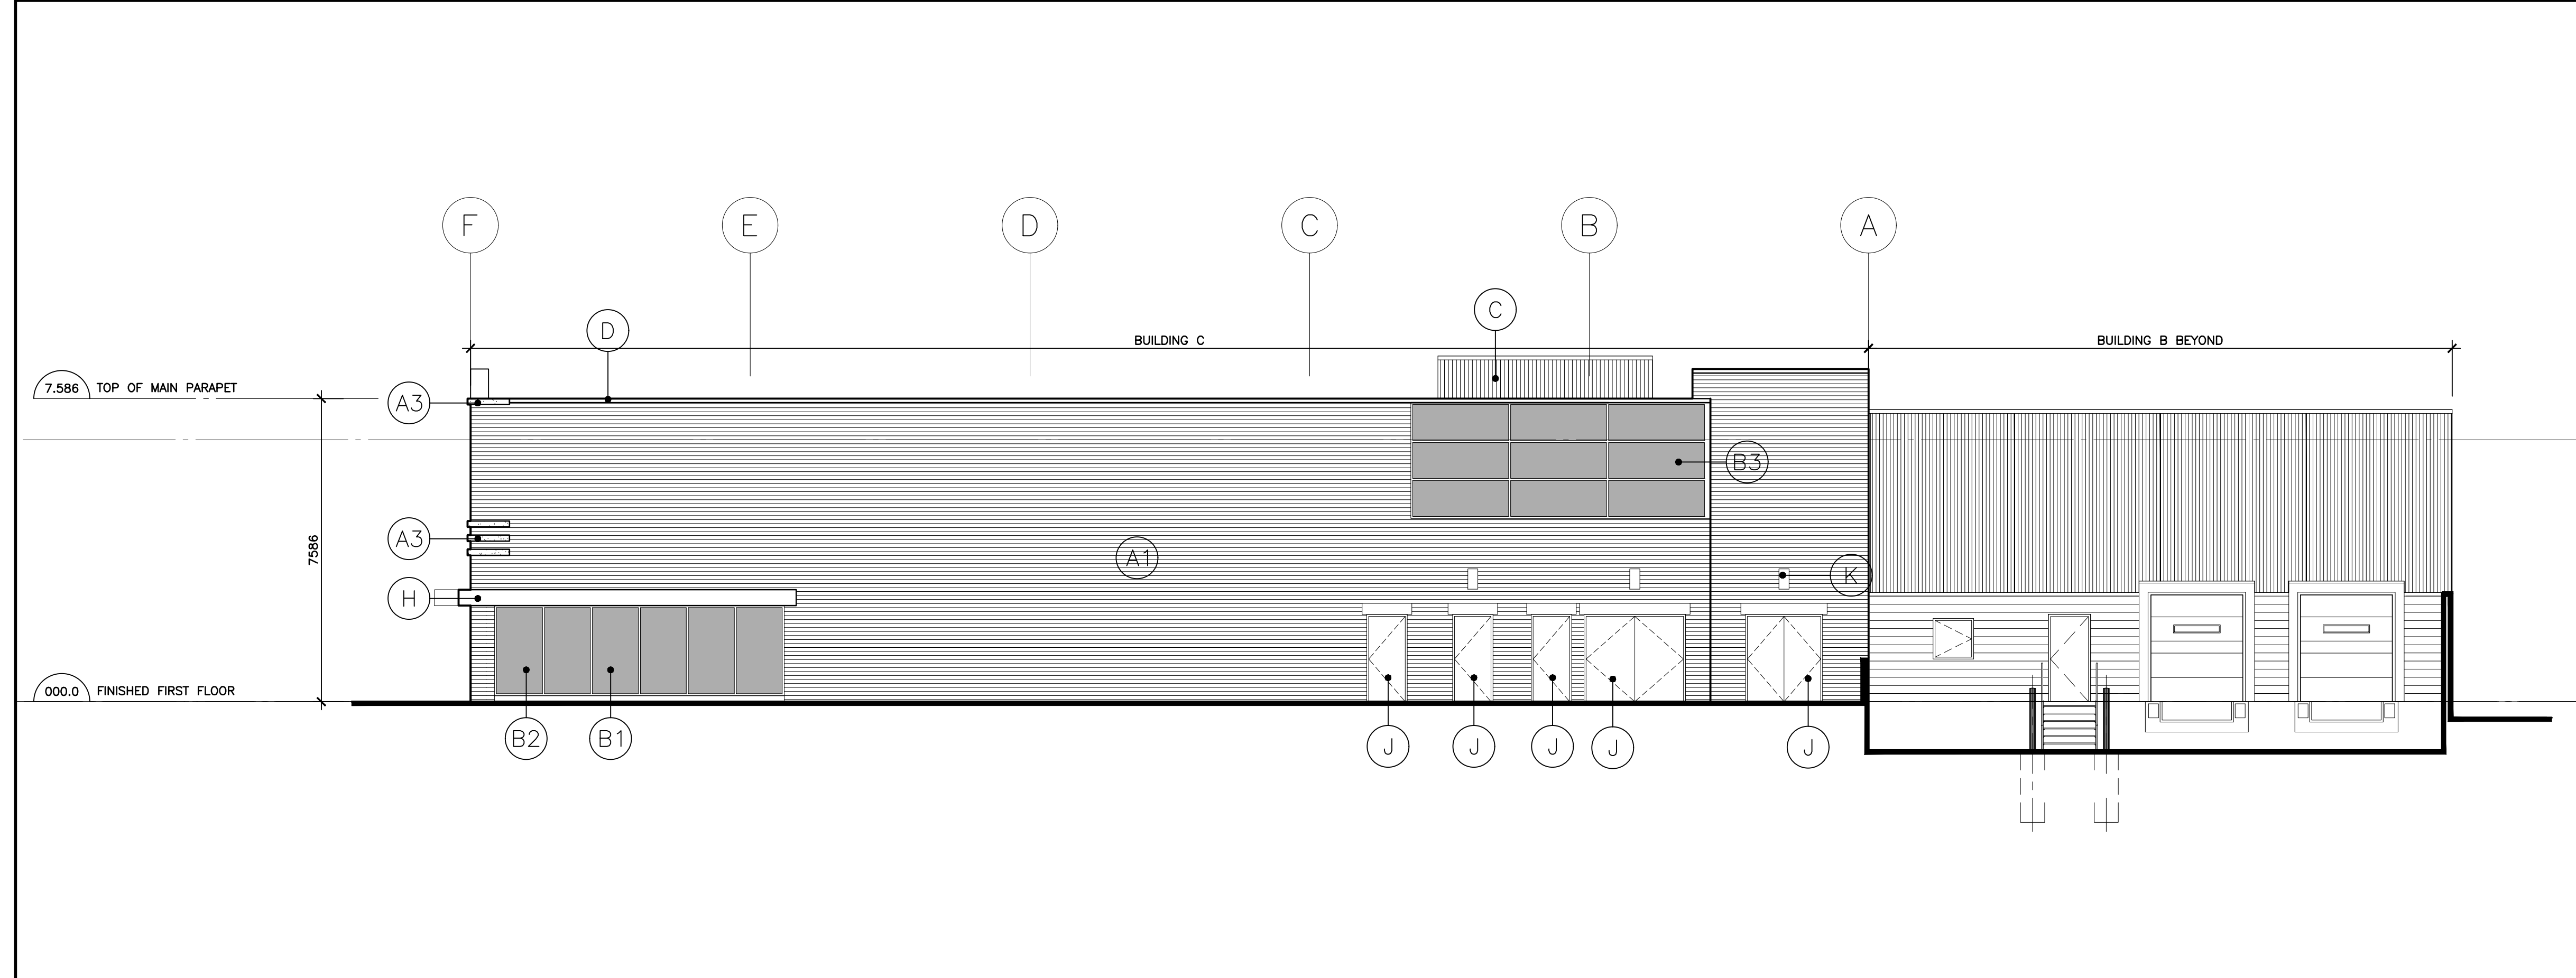 F
E
D
C
B
A
C
D
BUILDING C
BUILDING B BEYOND
7.586 TOP OF MAIN PARAPET
A3
B3
A3
7586
A1
K
H
000.0 FINISHED FIRST FLOOR
B2
B1
J
J
J
J
J